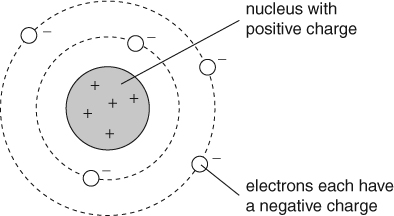 nucleus with
positive charge
−
−
−
+
+
+
+
+
−
−
electrons each have
a negative charge